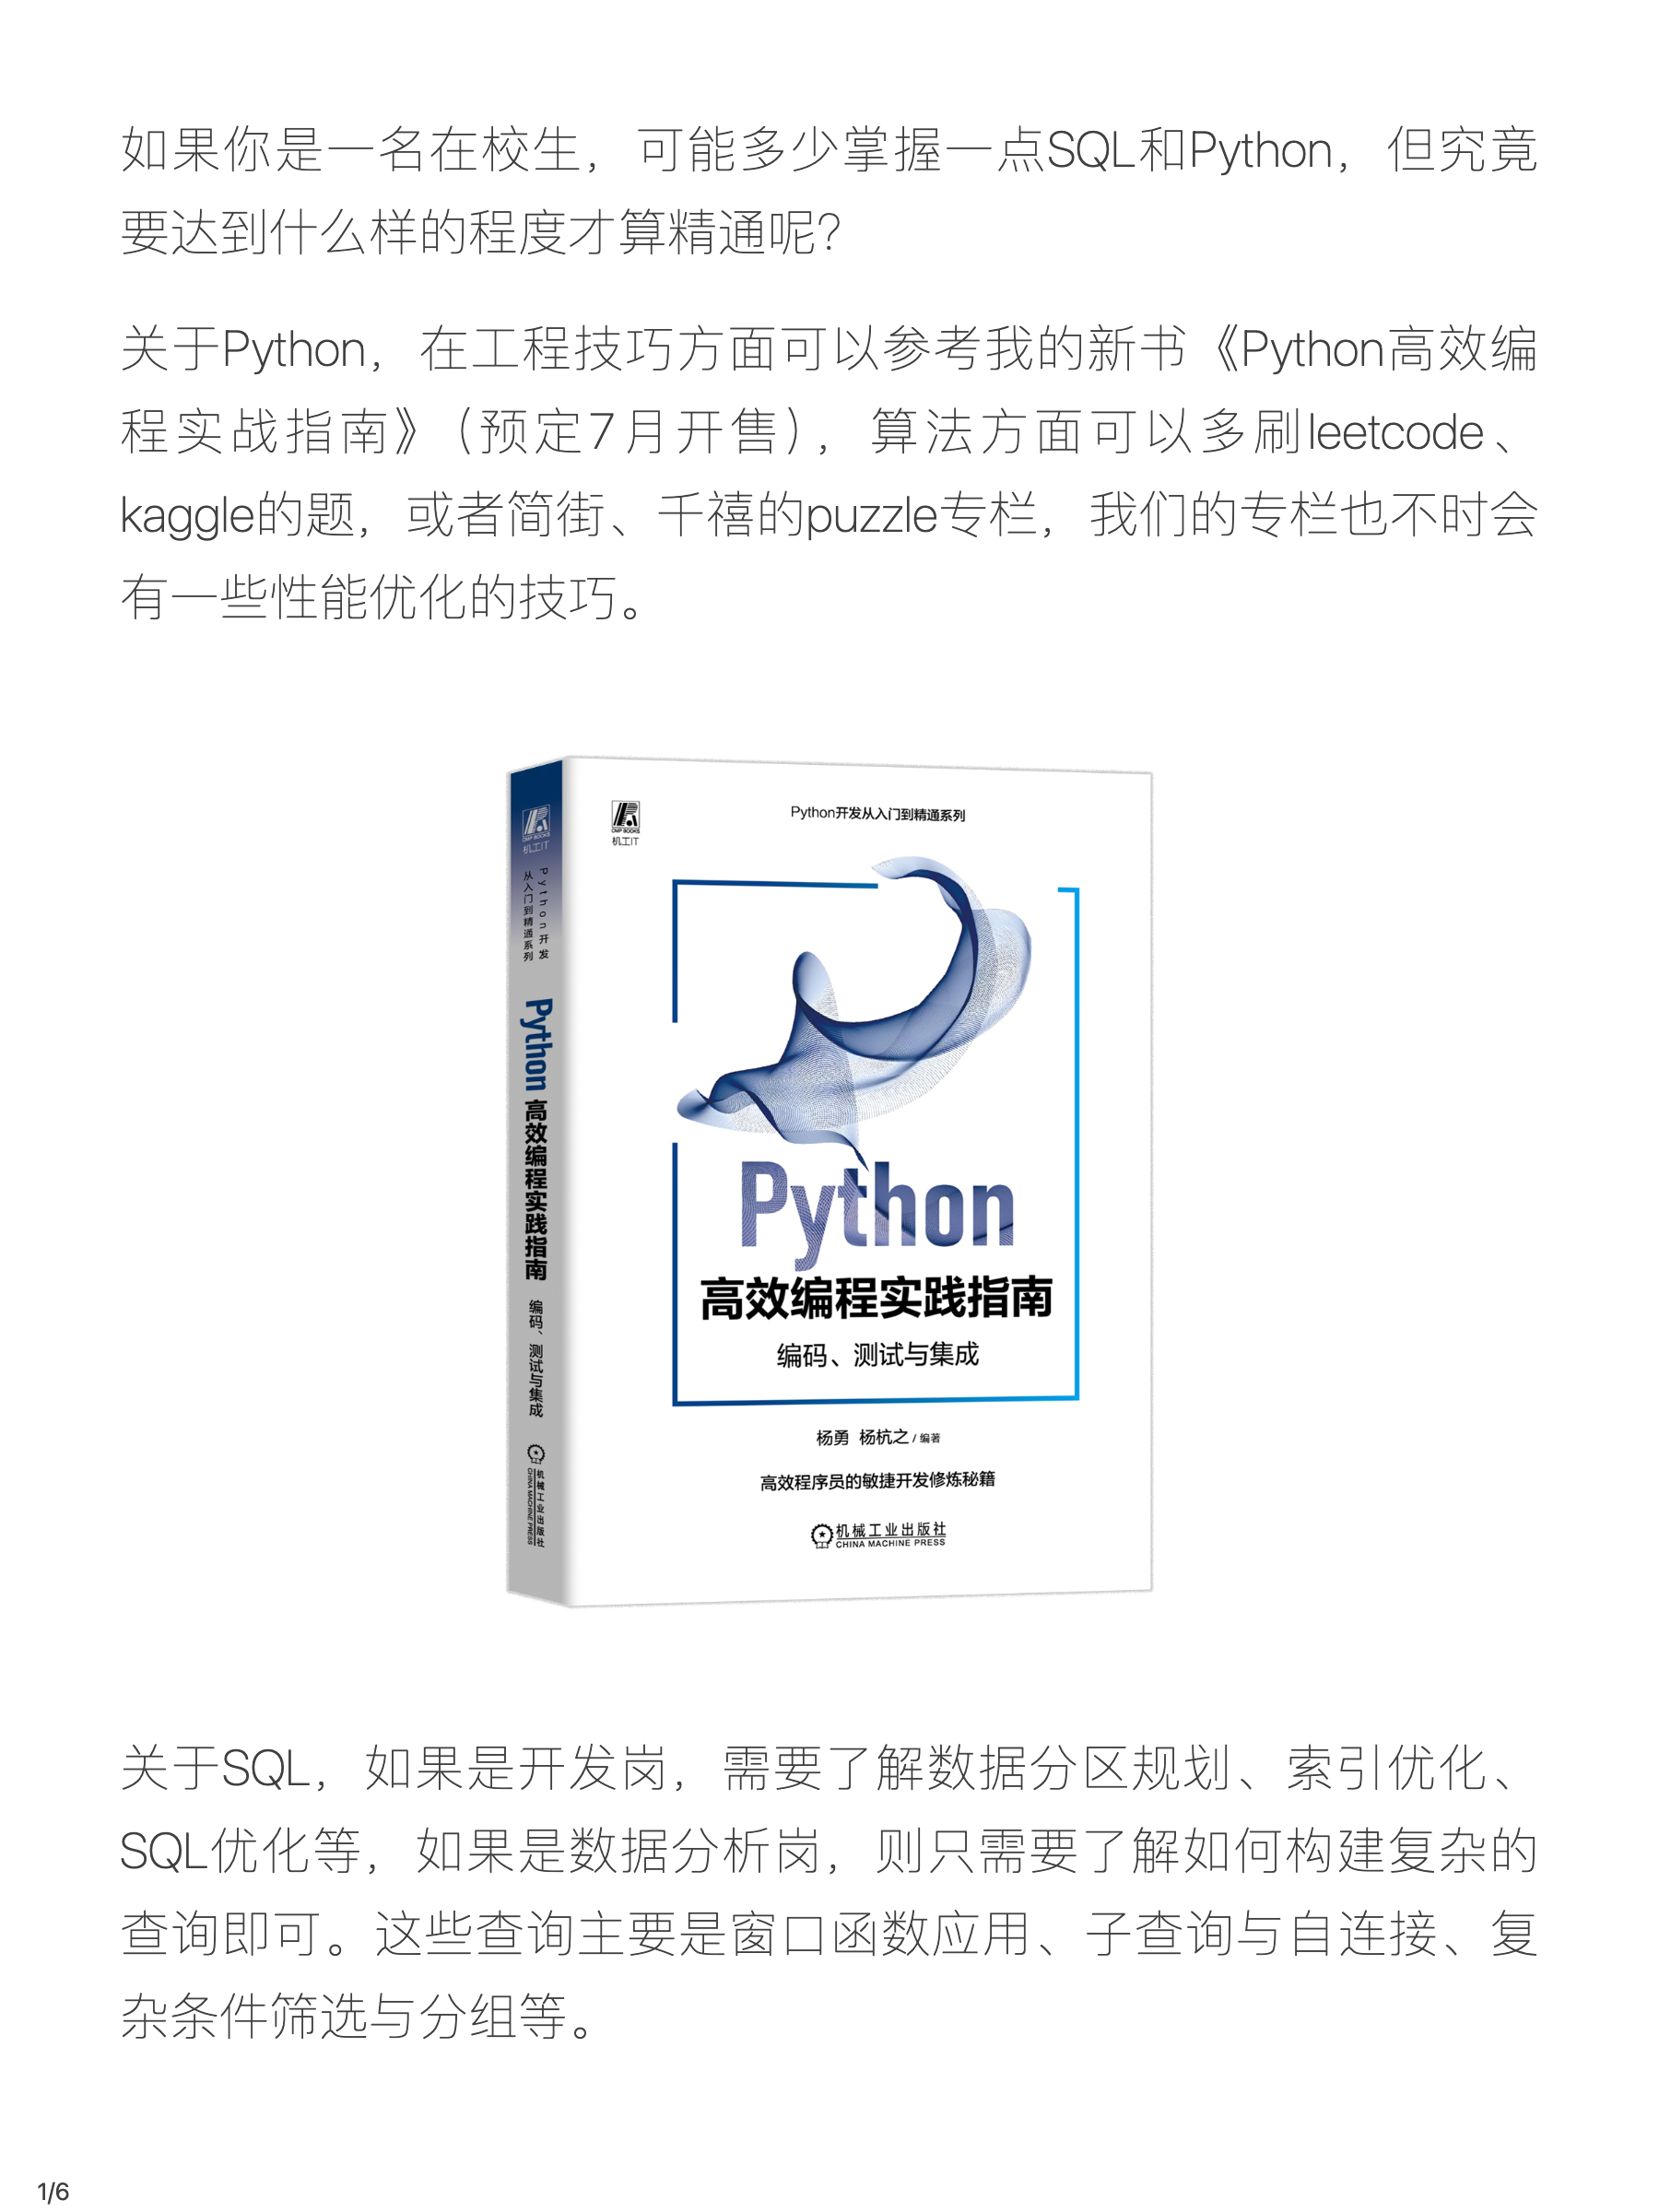 如果你是一名在校生，可能多少掌握一点SQL和Python，但究竟
要达到什么样的程度才算精通呢？
关于Python，在工程技巧方面可以参考我的新书《Python高效编
程实战指南》（预定7月开售），算法方面可以多刷leetcode、
kaggle的题，或者简街、千禧的puzzle专栏，我们的专栏也不时会
有一些性能优化的技巧。
CMP BOOKS
机工IT
Python开发
从入门到精通系列
Python高效编程实践指南
编码、测试与集成
机械工业出版社
CHINA MACHINE PRESS
CMP BOOKS
机工IT
Python开发从入门到精通系列
Python
高效编程实践指南
编码、测试与集成
杨勇 杨杭之/编著
高效程序员的敏捷开发修炼秘籍
机械工业出版社
CHINA MACHINE PRESS
关于SQL，如果是开发岗，需要了解数据分区规划、索引优化、
SQL优化等，如果是数据分析岗，则只需要了解如何构建复杂的
查询即可。这些查询主要是窗口函数应用、子查询与自连接、复
杂条件筛选与分组等。
1/6